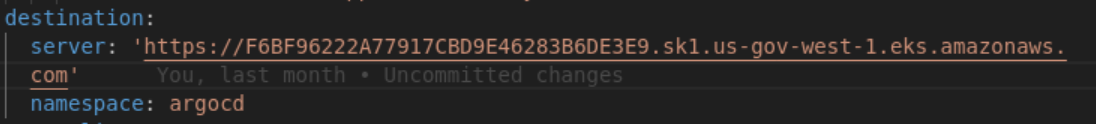 destination:
server: 'https://F6BF96222A77917CBD9E46283B6DE3E9.sk1.us-gov-west-1.eks.amazonaws.
com' You, last month • Uncommitted changes
namespace: argocd